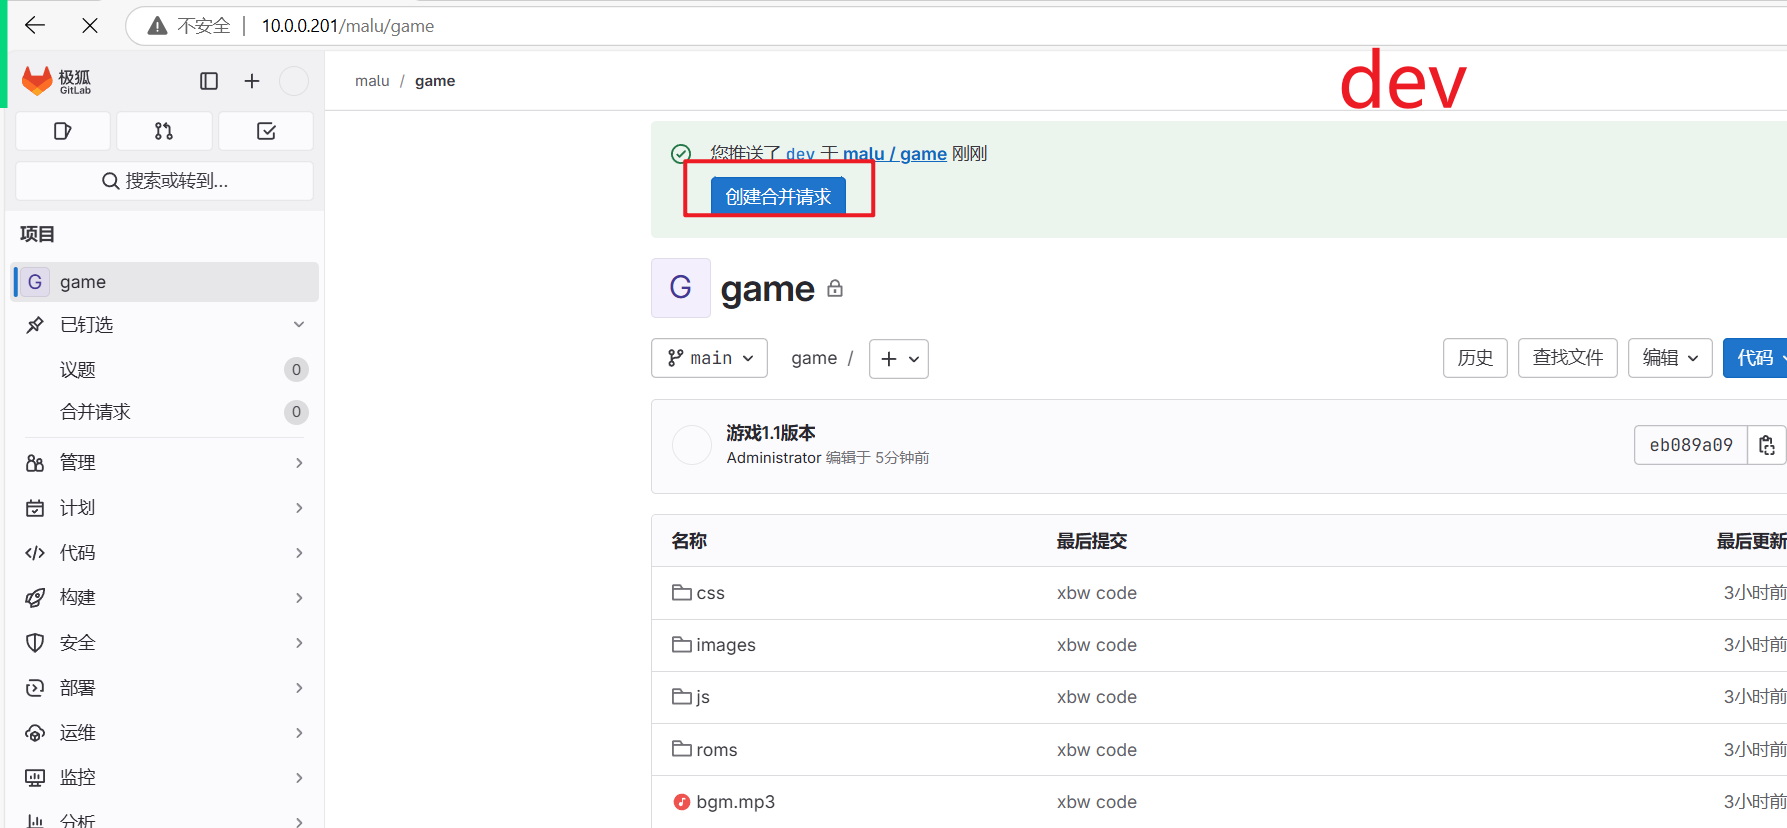 不安全 10.0.0.201/malu/game
极狐
GitLab
malu / game
dev
搜索或转到...
您推送了 dev 于 malu / game 刚刚
创建合并请求
项目
G game
G game
已钉选
议题 0
合并请求 0
管理
计划
代码
构建
安全
部署
运维
监控
分析
main game / 历史 查找文件 编辑 代码
游戏1.1版本
Administrator 编辑于 5分钟前
eb089a09
名称 最后提交 最后更新
css xbw code 3小时前
images xbw code 3小时前
js xbw code 3小时前
roms xbw code 3小时前
bgm.mp3 xbw code 3小时前